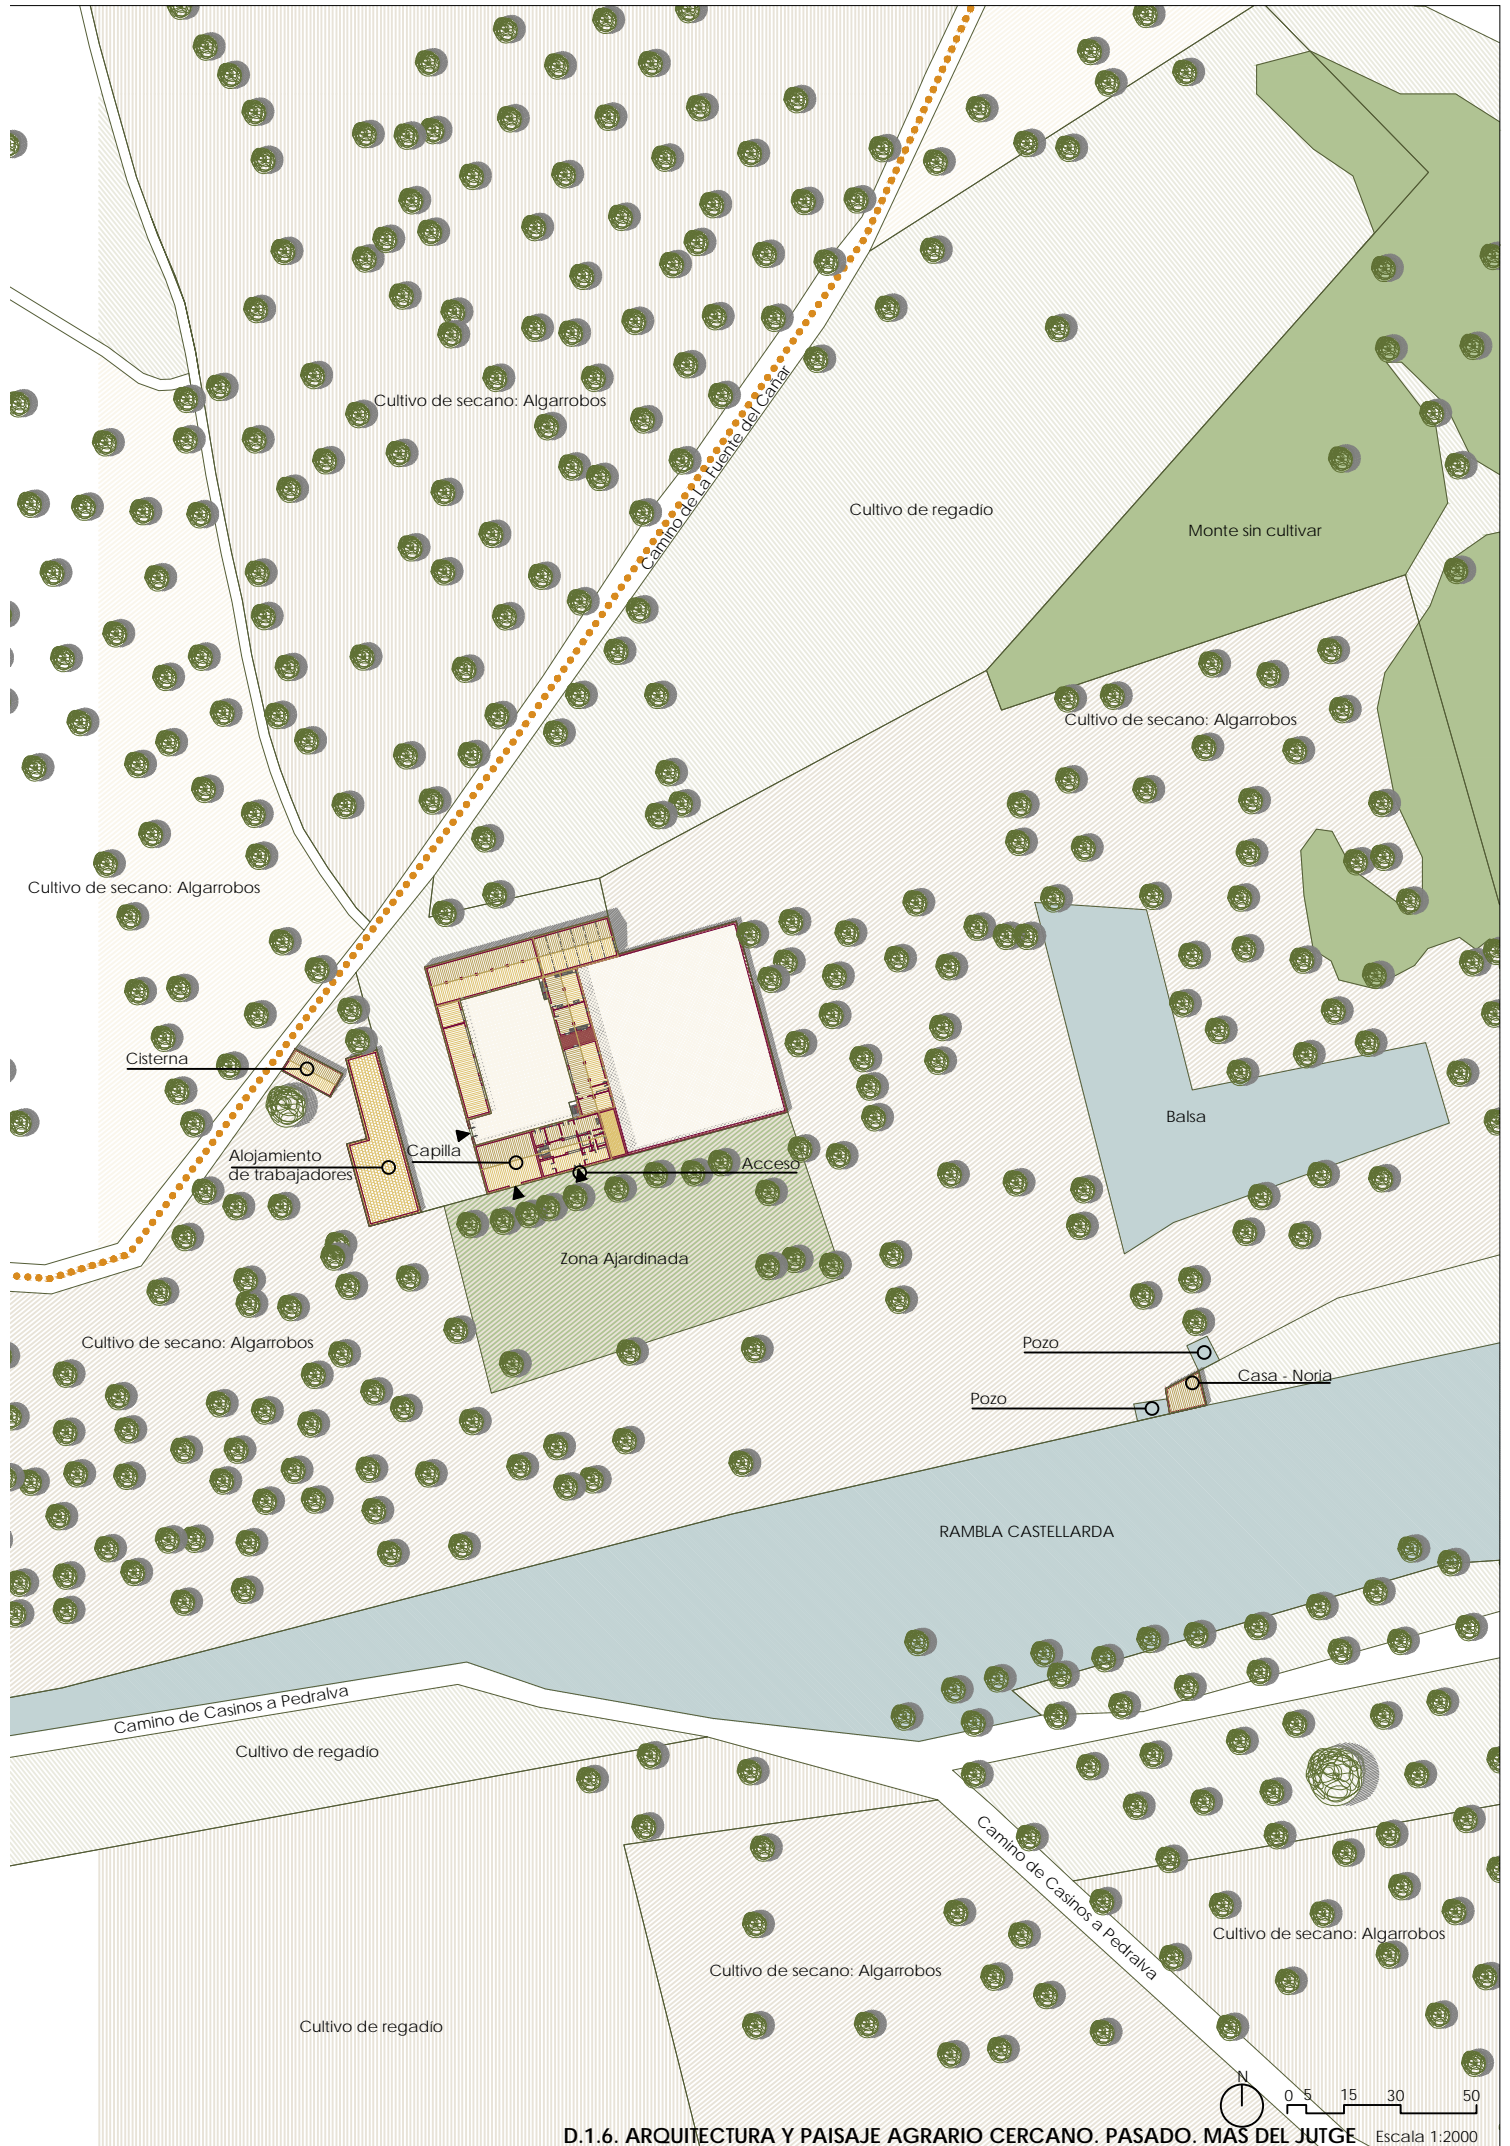 Cultivo de secano: Algarrobos
Camino de La Fuente del Cañar
Cultivo de regadío
Monte sin cultivar
Cultivo de secano: Algarrobos
Cultivo de secano: Algarrobos
Cisterna
Balsa
Alojamiento
de trabajadores
Capilla
Acceso
Zona Ajardinada
Cultivo de secano: Algarrobos
Pozo
Casa - Noria
Pozo
RAMBLA CASTELLARDA
Camino de Casinos a Pedralva
Cultivo de regadío
Camino de Casinos a Pedralva
Cultivo de secano: Algarrobos
Cultivo de secano: Algarrobos
Cultivo de regadío
N
0 5 15 30 50
D.1.6. ARQUITECTURA Y PAISAJE AGRARIO CERCANO. PASADO. MAS DEL JUTGE Escala 1:2000